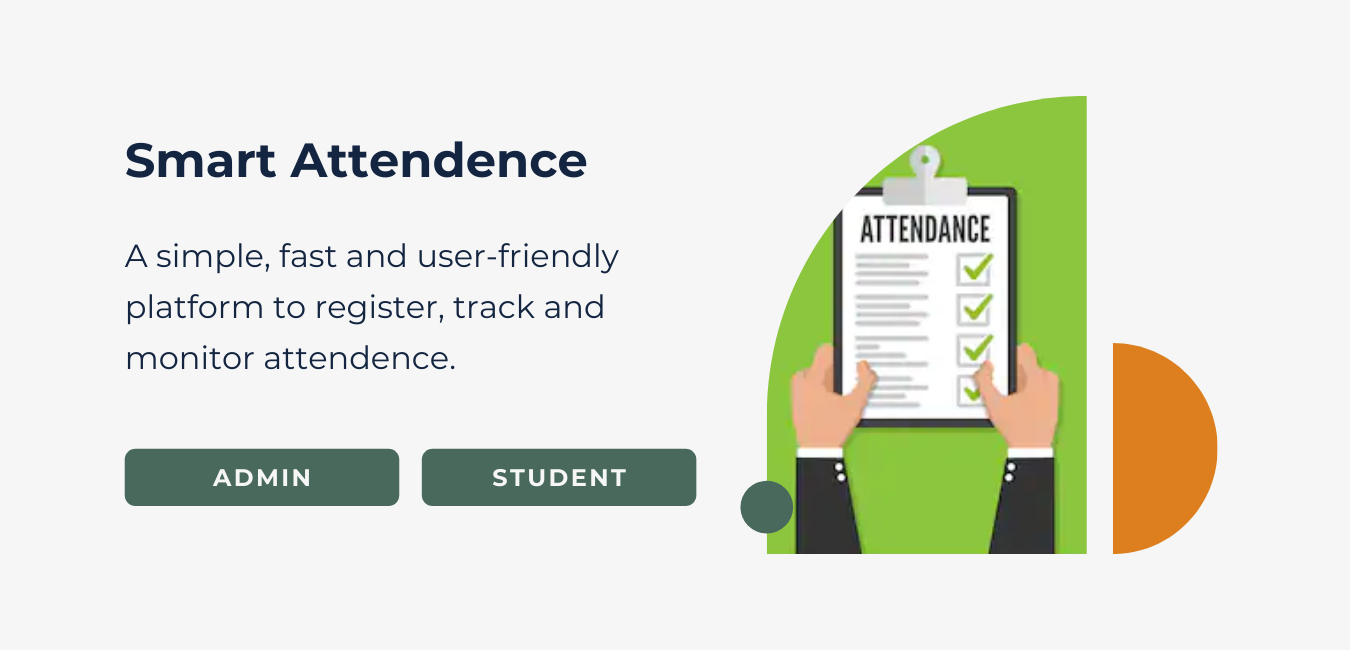 Smart Attendence
A simple, fast and user-friendly
platform to register, track and
monitor attendence.
ADMIN
STUDENT
ATTENDANCE